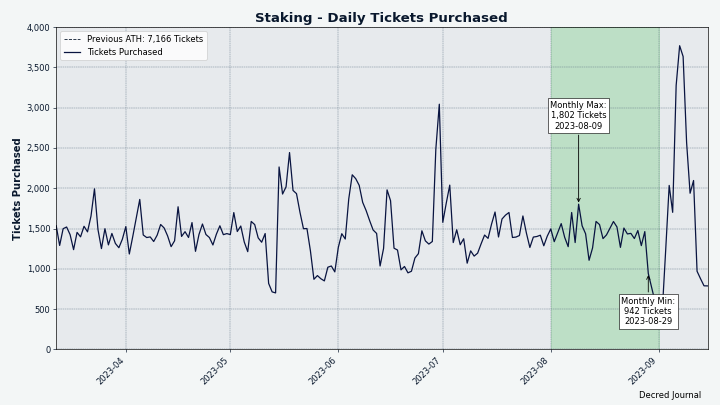 Staking - Daily Tickets Purchased
Previous ATH: 7,166 Tickets
Tickets Purchased
Tickets Purchased
4,000
3,500
3,000
2,500
2,000
1,500
1,000
500
0
Monthly Max:
1,802 Tickets
2023-08-09
Monthly Min:
942 Tickets
2023-08-29
2023-04
2023-05
2023-06
2023-07
2023-08
2023-09
Decred Journal